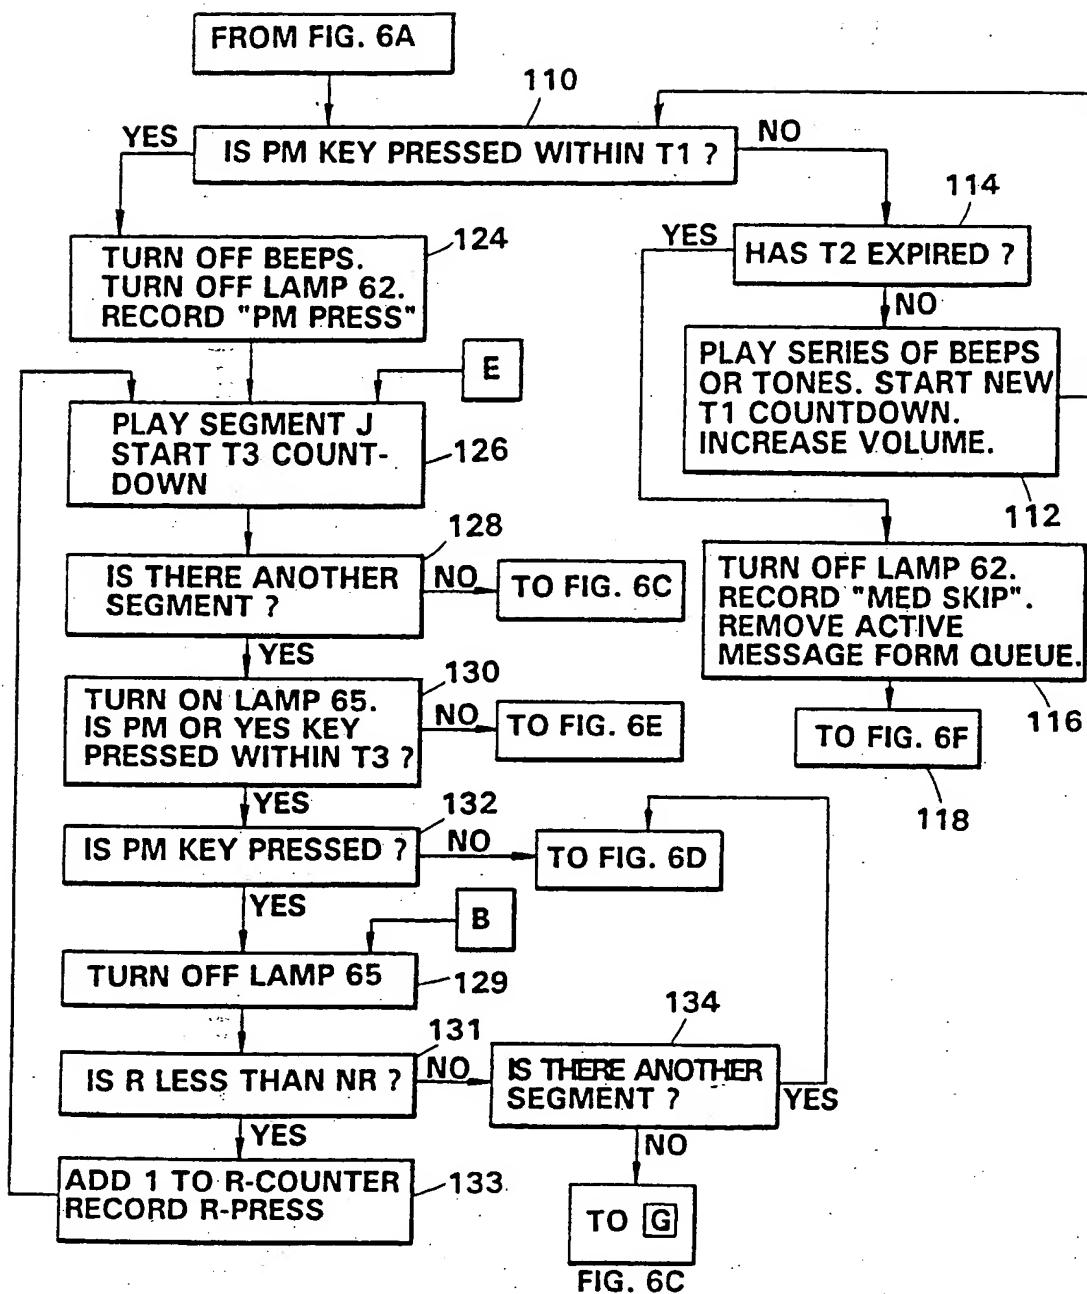 FROM FIG. 6A
110
YES
IS PM KEY PRESSED WITHIN T1 ?
NO
114
124
TURN OFF BEEPS.
TURN OFF LAMP 62.
RECORD "PM PRESS"
YES
HAS T2 EXPIRED ?
NO
E
PLAY SERIES OF BEEPS
OR TONES. START NEW
T1 COUNTDOWN.
INCREASE VOLUME.
112
PLAY SEGMENT J
START T3 COUNT-
DOWN
126
128
IS THERE ANOTHER
SEGMENT ?
NO
TO FIG. 6C
TURN OFF LAMP 62.
RECORD "MED SKIP".
REMOVE ACTIVE
MESSAGE FORM QUEUE.
116
YES
130
TURN ON LAMP 65.
IS PM OR YES KEY
PRESSED WITHIN T3 ?
NO
TO FIG. 6E
TO FIG. 6F
118
YES
132
IS PM KEY PRESSED ?
NO
TO FIG. 6D
YES
B
TURN OFF LAMP 65
129
131
134
IS R LESS THAN NR ?
NO
IS THERE ANOTHER
SEGMENT ?
YES
YES
NO
ADD 1 TO R-COUNTER
RECORD R-PRESS
133
TO G
FIG. 6C